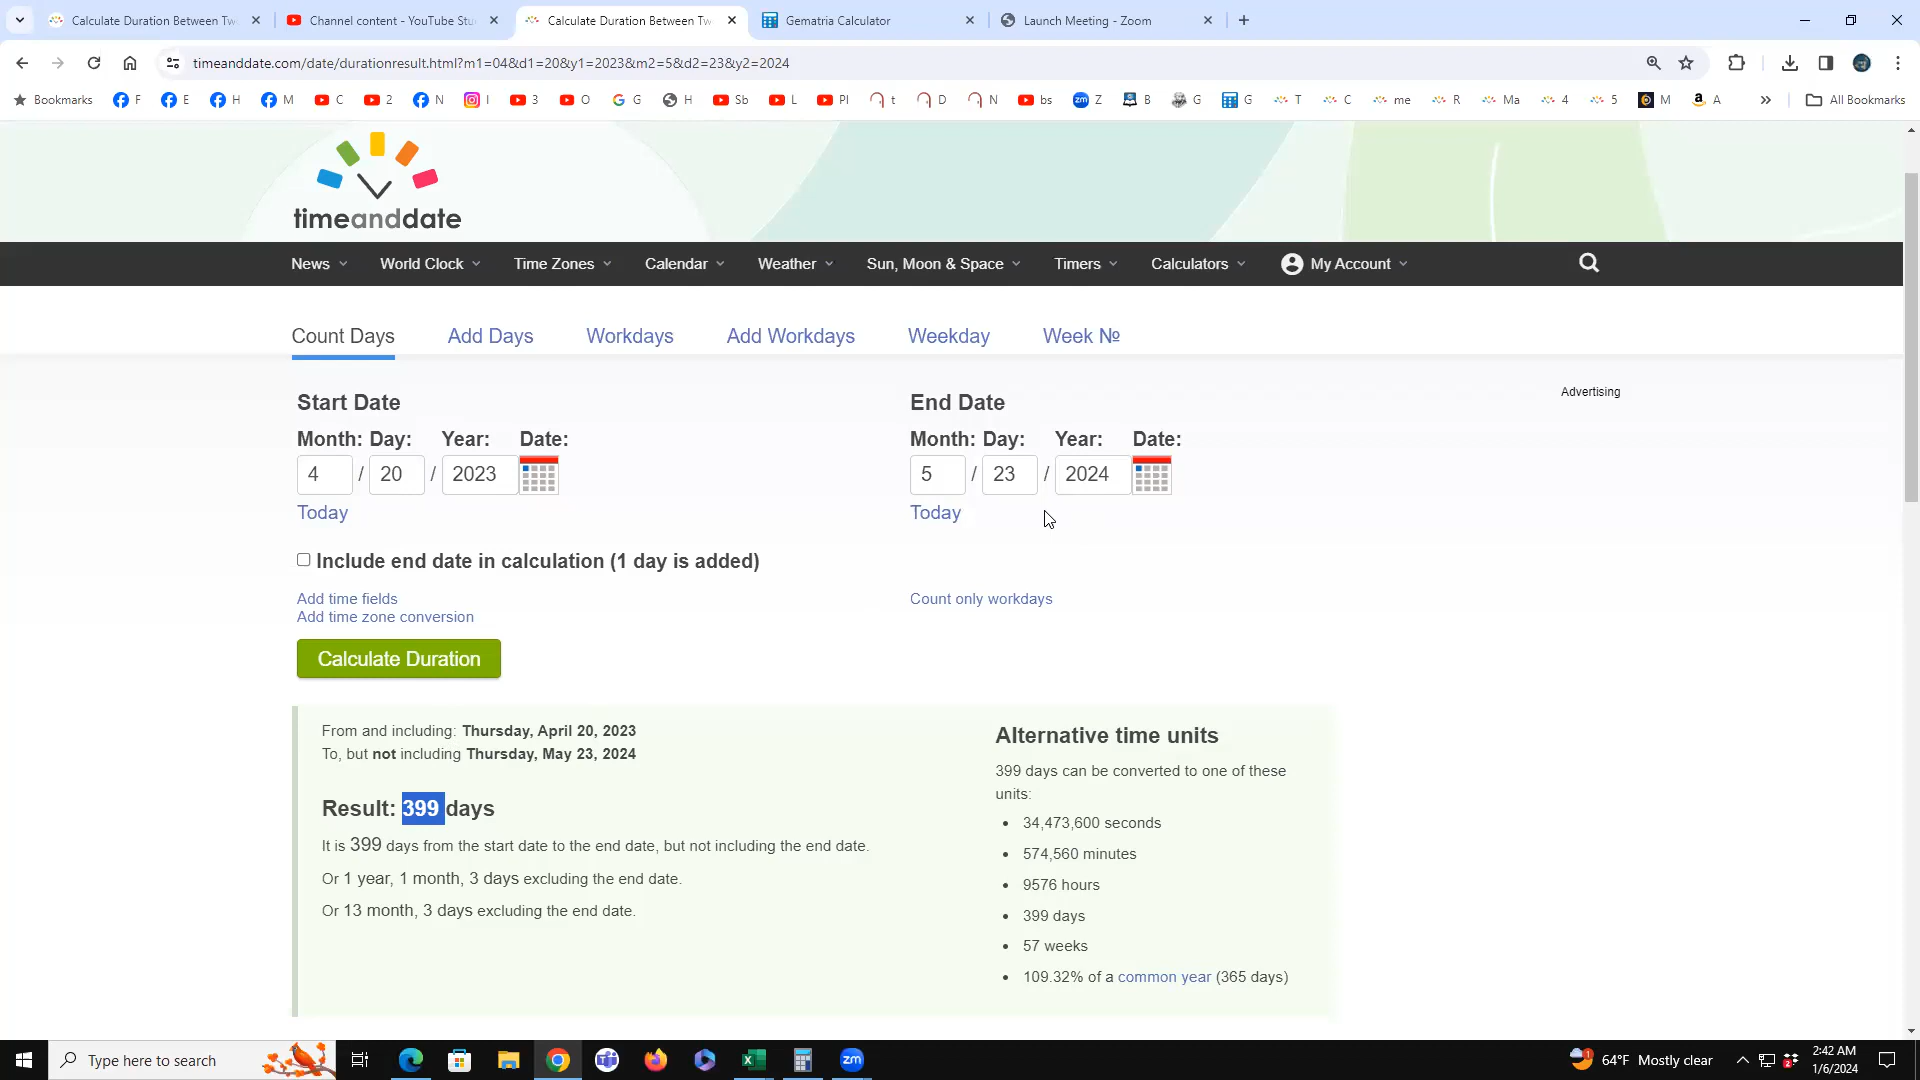 Calculate Duration Between Tw
Channel content - YouTube Stu
Calculate Duration Between Tw
Gematria Calculator
Launch Meeting - Zoom
timeanddate.com/date/durationresult.html?m1=04&d1=20&y1=2023&m2=5&d2=23&y2=2024
Bookmarks F E H M C 2 N I 3 O G H Sb L Pl t D N bs Z B G G T C me R Ma 4 5 M A » All Bookmarks
timeanddate
News World Clock Time Zones Calendar Weather Sun, Moon & Space Timers Calculators My Account
Count Days Add Days Workdays Add Workdays Weekday Week №
Start Date
Month: Day: Year: Date:
4 / 20 / 2023
Today
End Date
Month: Day: Year: Date:
5 / 23 / 2024
Today
Advertising
Include end date in calculation (1 day is added)
Add time fields
Add time zone conversion
Count only workdays
Calculate Duration
From and including: Thursday, April 20, 2023
To, but not including Thursday, May 23, 2024
Result: 399 days
It is 399 days from the start date to the end date, but not including the end date.
Or 1 year, 1 month, 3 days excluding the end date.
Or 13 month, 3 days excluding the end date.
Alternative time units
399 days can be converted to one of these
units:
34,473,600 seconds
574,560 minutes
9576 hours
399 days
57 weeks
109.32% of a common year (365 days)
Type here to search
zm
64°F Mostly clear
2:42 AM
1/6/2024